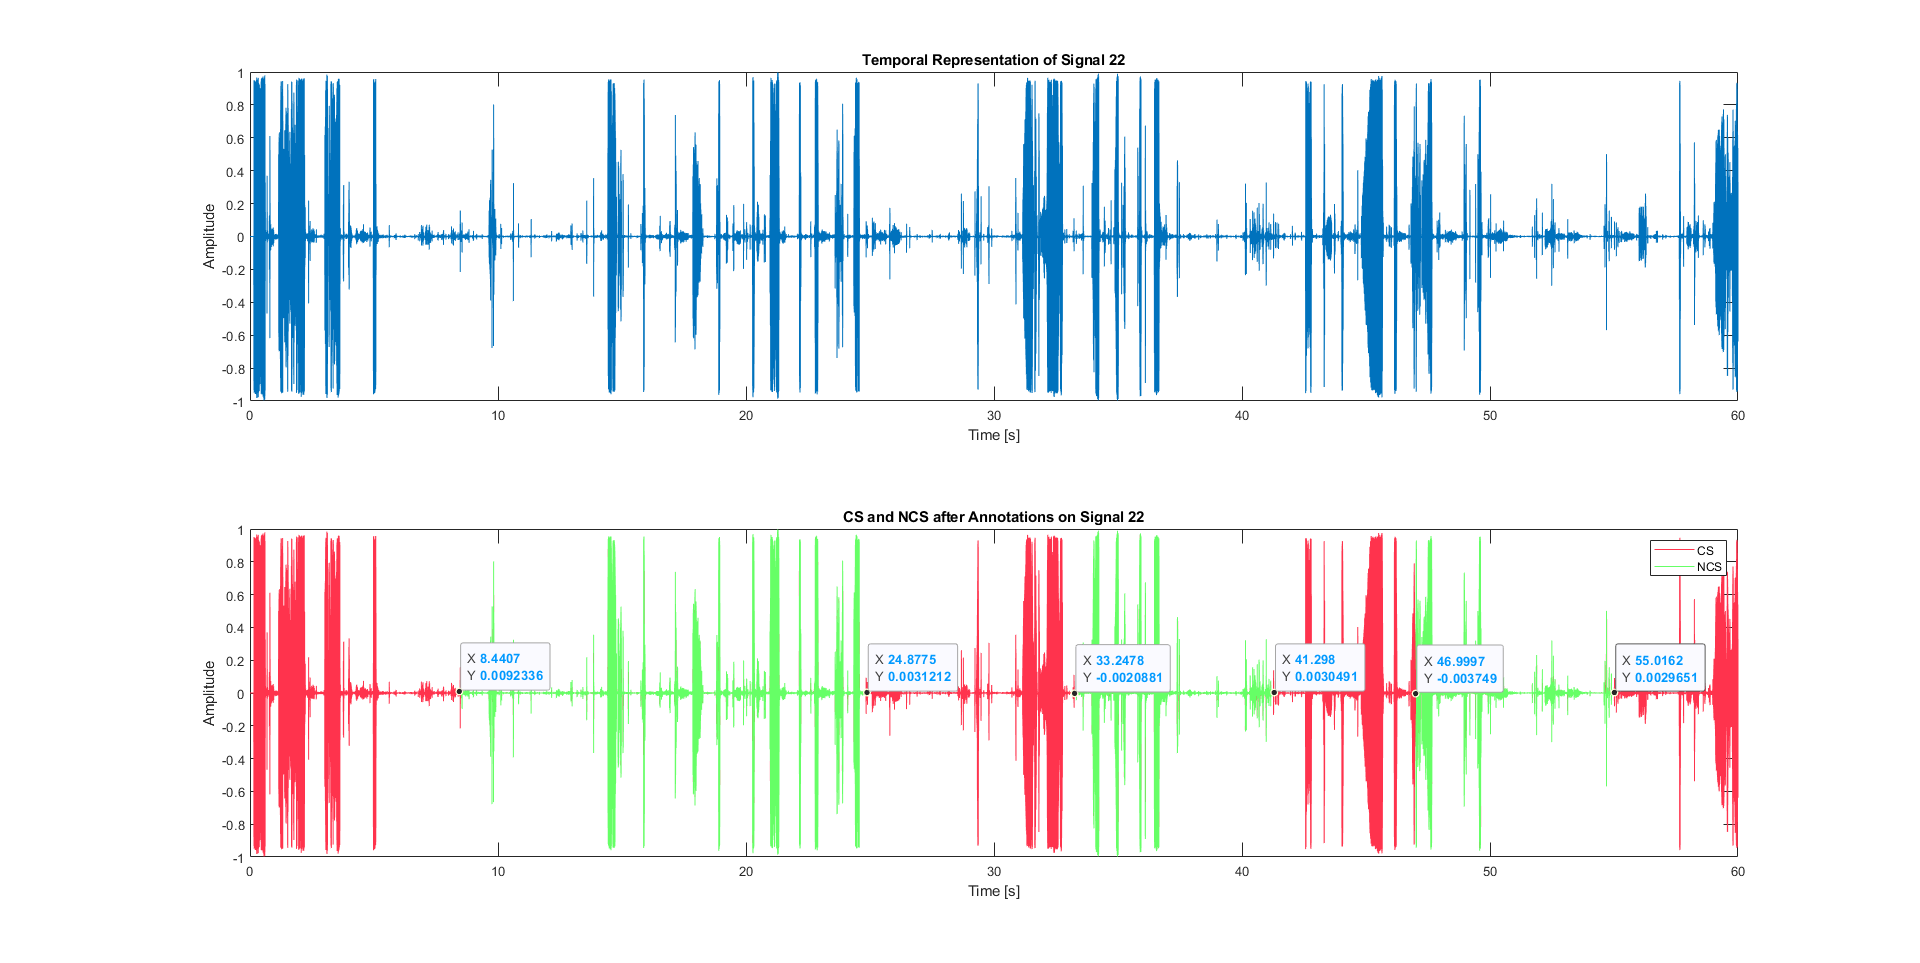 Temporal Representation of Signal 22
1
0.8
0.6
0.4
0.2
0
-0.2
-0.4
-0.6
-0.8
-1
Amplitude
0 10 20 30 40 50 60
Time [s]
CS and NCS after Annotations on Signal 22
1
0.8
0.6
0.4
0.2
0
-0.2
-0.4
-0.6
-0.8
-1
Amplitude
CS
NCS
X 8.4407
Y 0.0092336
X 24.8775
Y 0.0031212
X 33.2478
Y -0.0020881
X 41.298
Y 0.0030491
X 46.9997
Y -0.003749
X 55.0162
Y 0.0029651
0 10 20 30 40 50 60
Time [s]